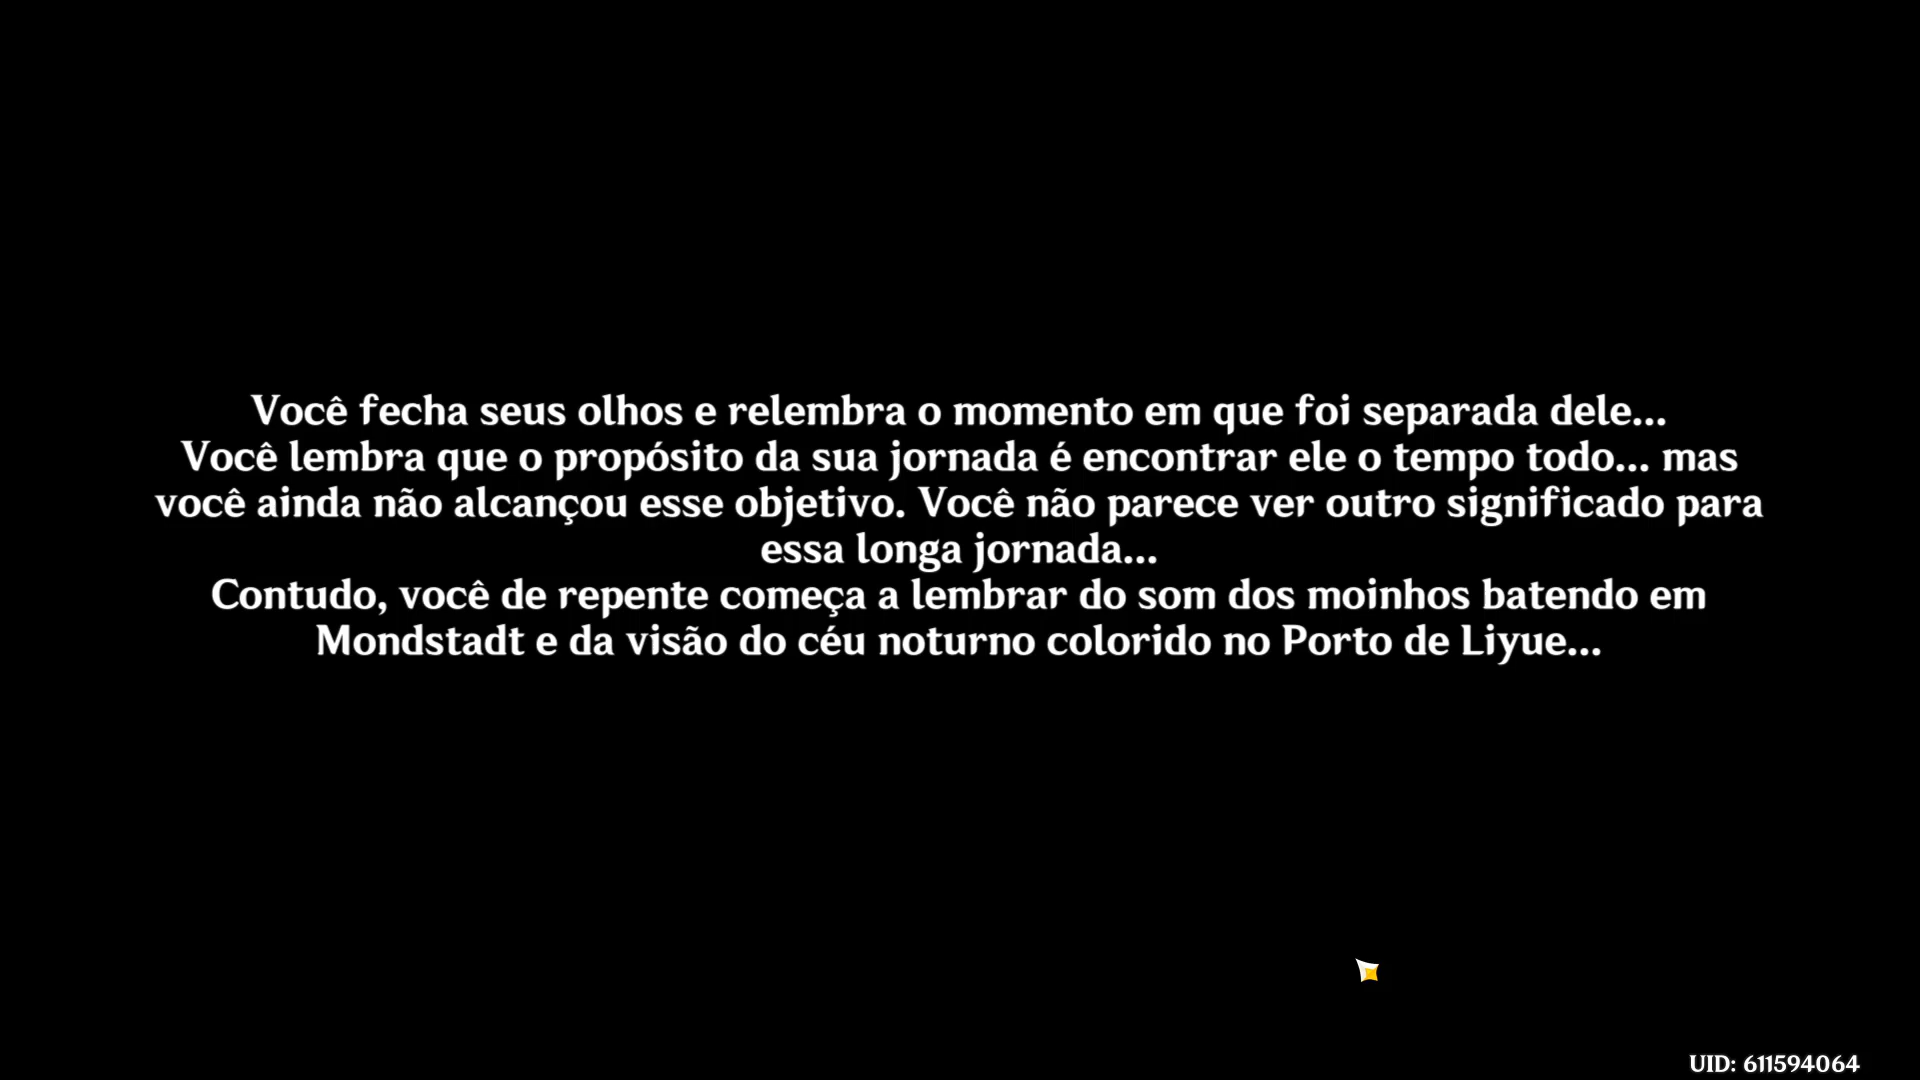 Você fecha seus olhos e relembra o momento em que foi separada dele...
Você lembra que o propósito da sua jornada é encontrar ele o tempo todo... mas
você ainda não alcançou esse objetivo. Você não parece ver outro significado para
essa longa jornada...
Contudo, você de repente começa a lembrar do som dos moinhos batendo em
Mondstadt e da visão do céu noturno colorido no Porto de Liyue...
UID: 611594064